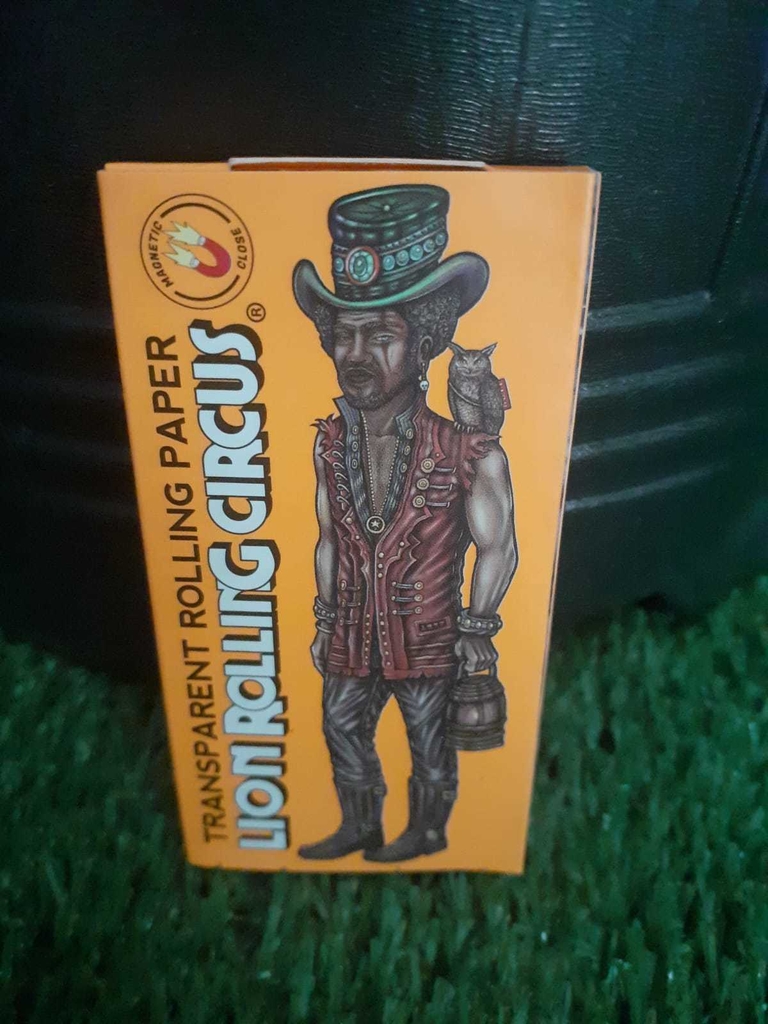 MAGNETIC
CLOSE
TRANSPARENT ROLLING PAPER
LION ROLLING CIRCUS®